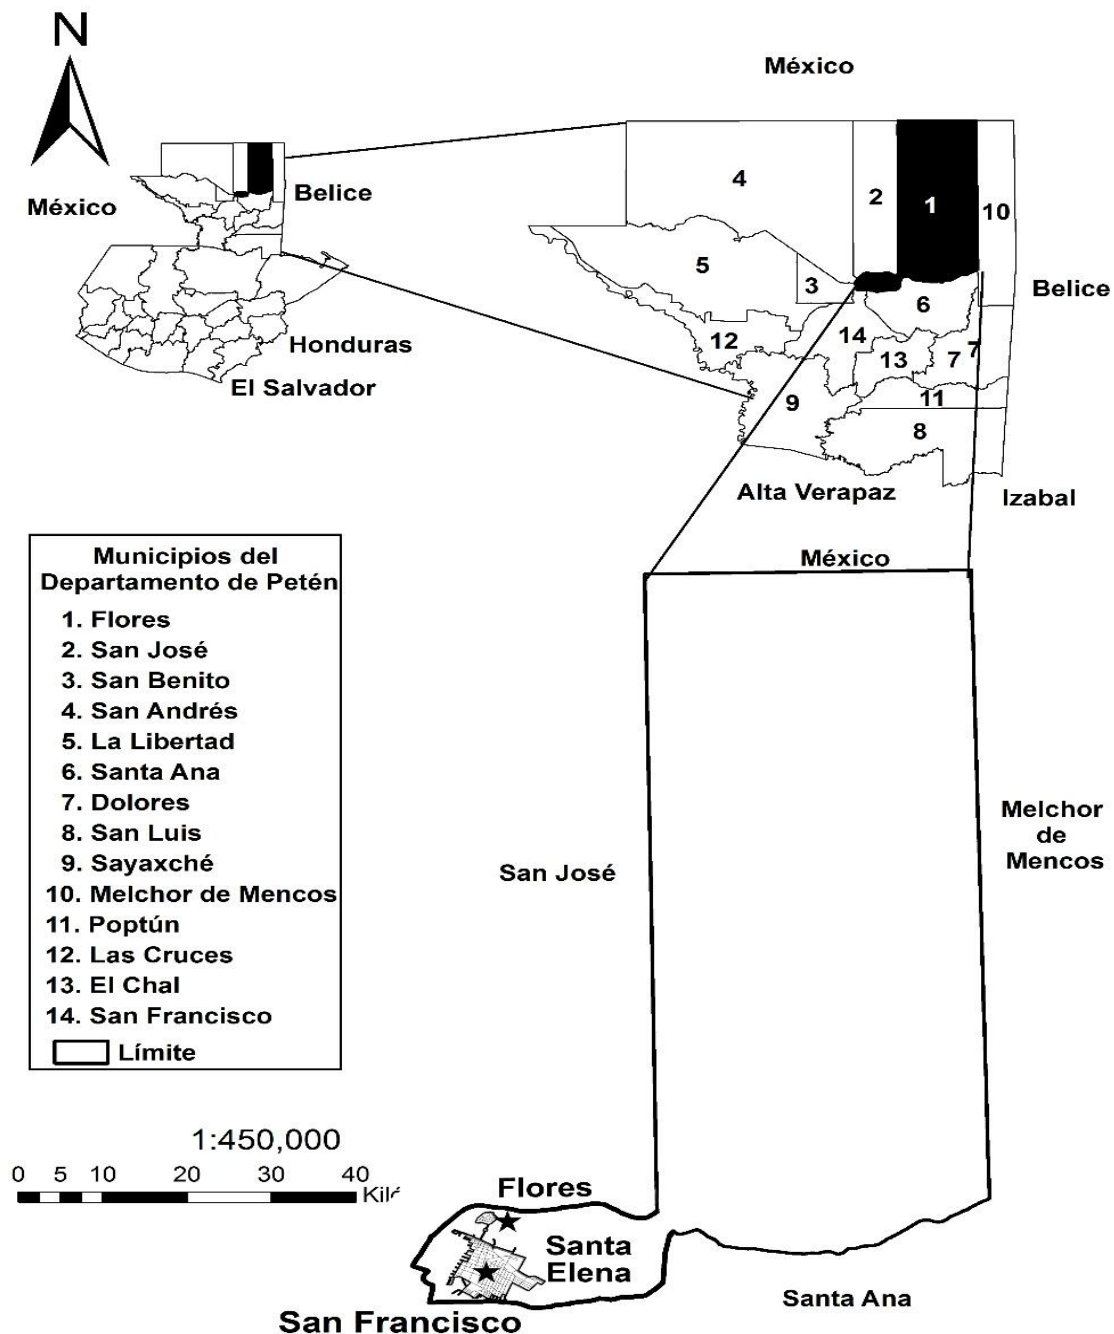 N
México
México
Belice
Honduras
El Salvador
4
2
1
10
5
3
6
Belice
12
14
13
7
7
9
11
8
Alta Verapaz
Izabal
México
Municipios del
Departamento de Petén
1. Flores
2. San José
3. San Benito
4. San Andrés
5. La Libertad
6. Santa Ana
7. Dolores
8. San Luis
9. Sayaxché
10. Melchor de Mencos
11. Poptún
12. Las Cruces
13. El Chal
14. San Francisco
Límite
San José
Melchor
de
Mencos
1:450,000
0 5 10 20 30 40
Flores
Santa
Elena
San Francisco
Santa Ana